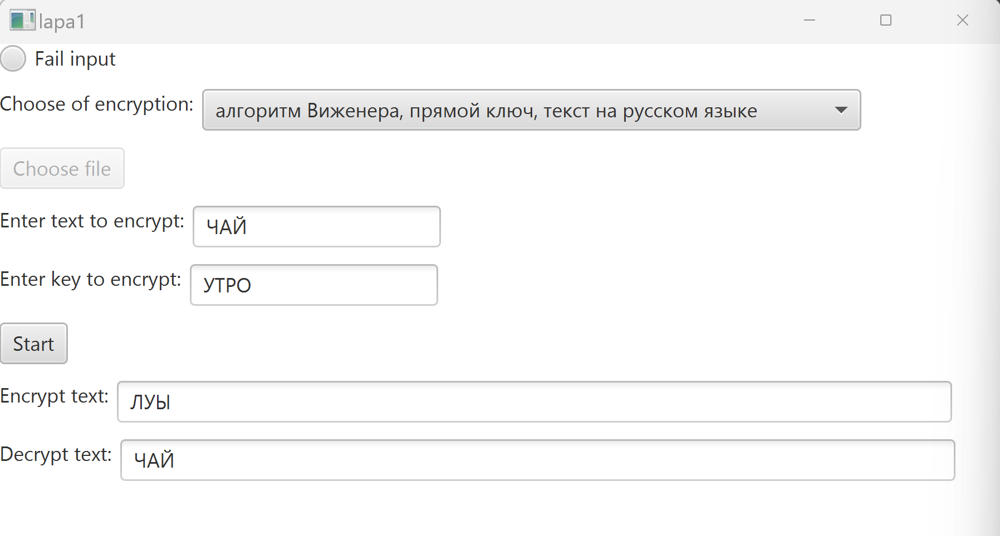 lapa1
Fail input
Choose of encryption: алгоритм Виженера, прямой ключ, текст на русском языке
Choose file
Enter text to encrypt: ЧАЙ
Enter key to encrypt: УТРО
Start
Encrypt text: ЛУЫ
Decrypt text: ЧАЙ